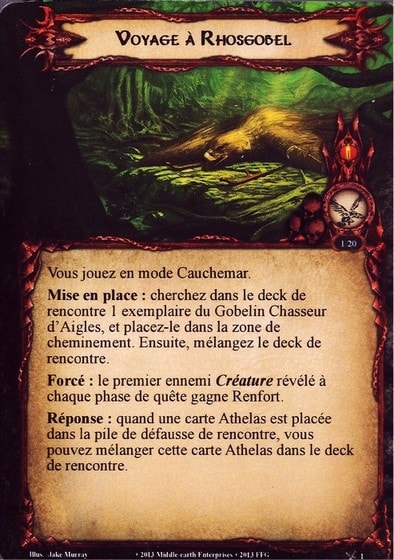 Voyage à Rhosgobel
1/20
Vous jouez en mode Cauchemar.
Mise en place : cherchez dans le deck de
rencontre 1 exemplaire du Gobelin Chasseur
d'Aigles, et placez-le dans la zone de
cheminement. Ensuite, mélangez le deck de
rencontre.
Forcé : le premier ennemi Créature révélé à
chaque phase de quête gagne Renfort.
Réponse : quand une carte Athelas est placée
dans la pile de défausse de rencontre, vous
pouvez mélanger cette carte Athelas dans le deck
de rencontre.
Illus. Jake Murray • 2013 Middle-earth Enterprises • 2013 FFG 1